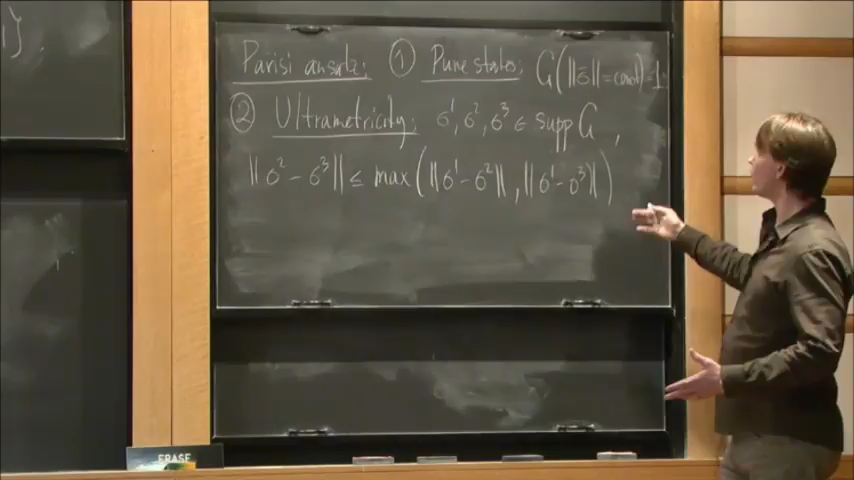 Parisi ansatz: ① Pure states: G(‖σ̄‖ = const) = 1.
② Ultrametricity: σ¹, σ², σ³ ∈ supp G,
‖σ² − σ³‖ ≤ max(‖σ¹ − σ²‖, ‖σ¹ − σ³‖)
ERASE